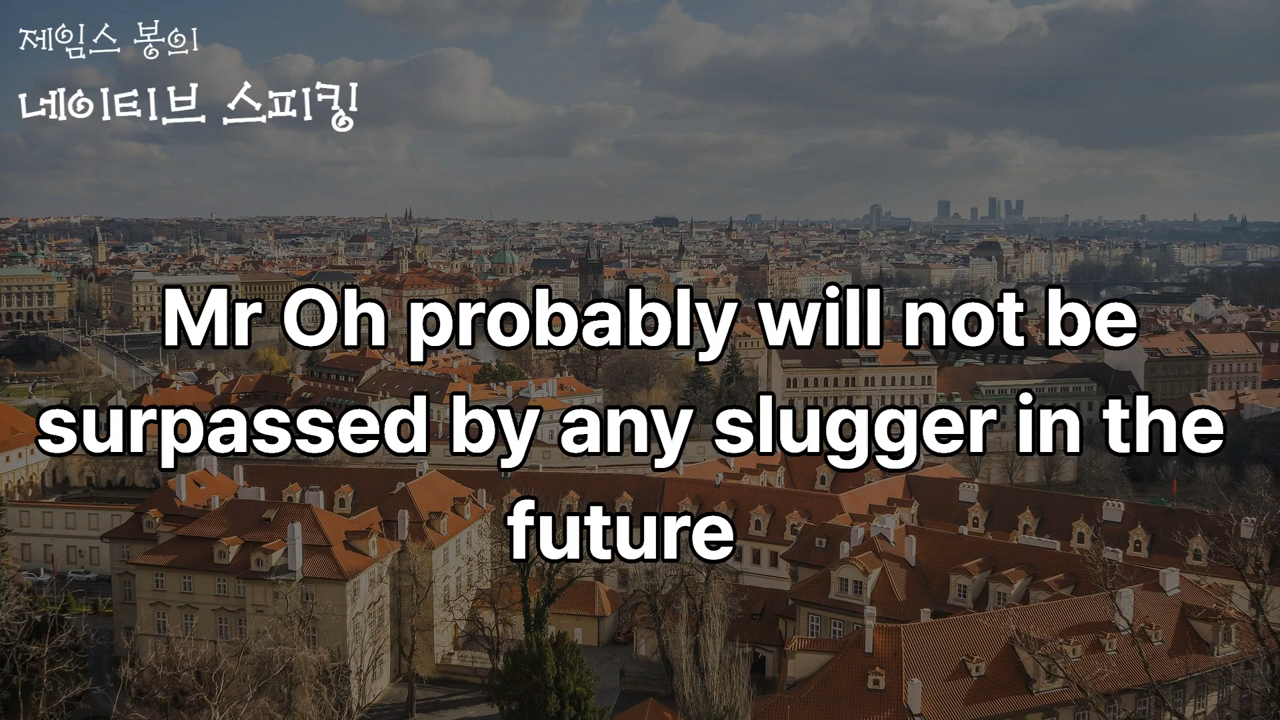 제임스 봉의
네이티브 스피킹
Mr Oh probably will not be
surpassed by any slugger in the
future